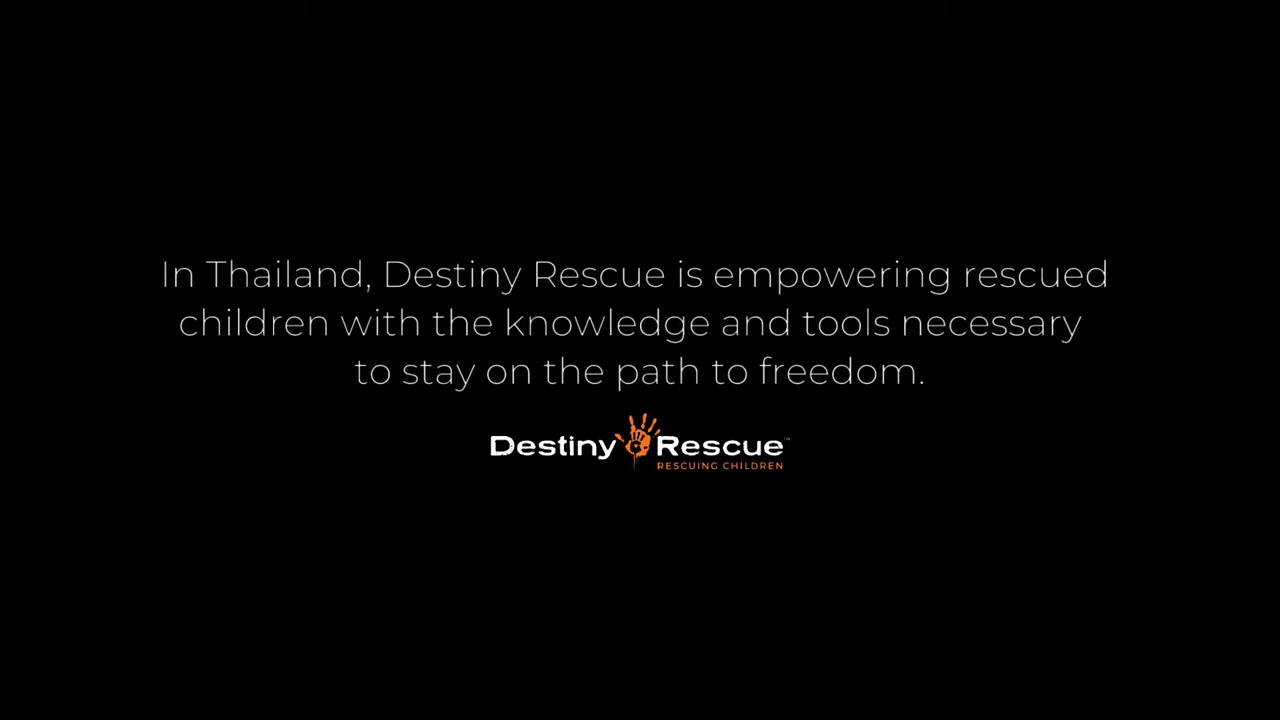 In Thailand, Destiny Rescue is empowering rescued
children with the knowledge and tools necessary
to stay on the path to freedom.
Destiny Rescue™
RESCUING CHILDREN